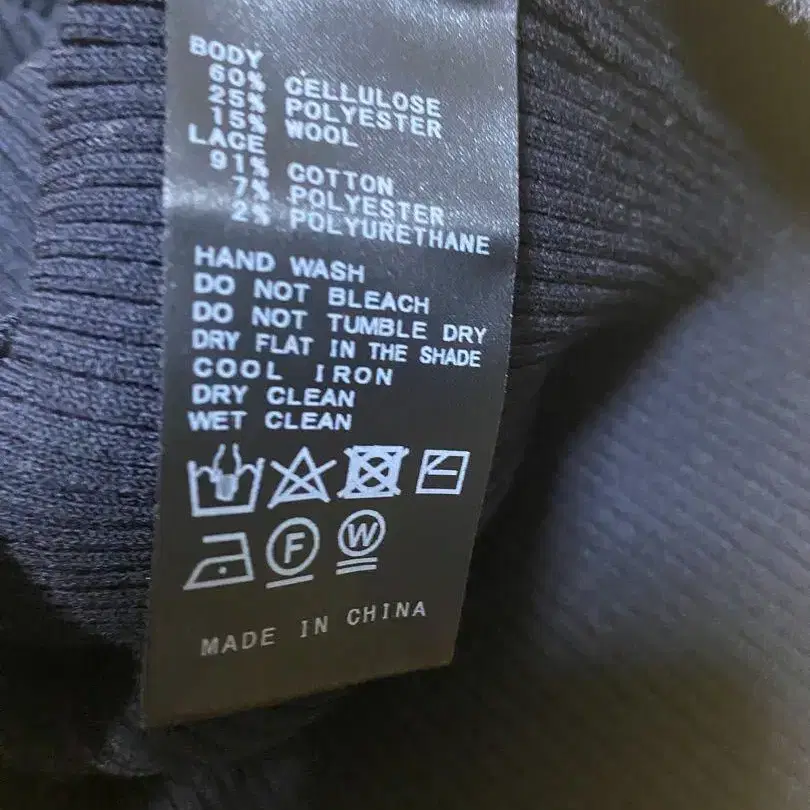 BODY
60% CELLULOSE
25% POLYESTER
15% WOOL
LACE
91% COTTON
7% POLYESTER
2% POLYURETHANE
HAND WASH
DO NOT BLEACH
DO NOT TUMBLE DRY
DRY FLAT IN THE SHADE
COOL IRON
DRY CLEAN
WET CLEAN
F W
MADE IN CHINA